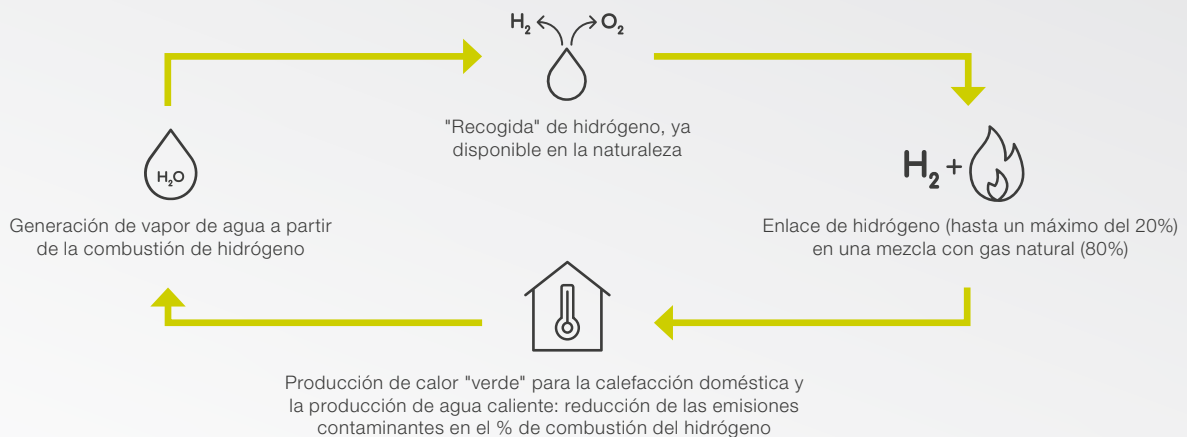 H₂ O₂
"Recogida" de hidrógeno, ya
disponible en la naturaleza
H₂ +
Enlace de hidrógeno (hasta un máximo del 20%)
en una mezcla con gas natural (80%)
Producción de calor "verde" para la calefacción doméstica y
la producción de agua caliente: reducción de las emisiones
contaminantes en el % de combustión del hidrógeno
H₂O
Generación de vapor de agua a partir
de la combustión de hidrógeno